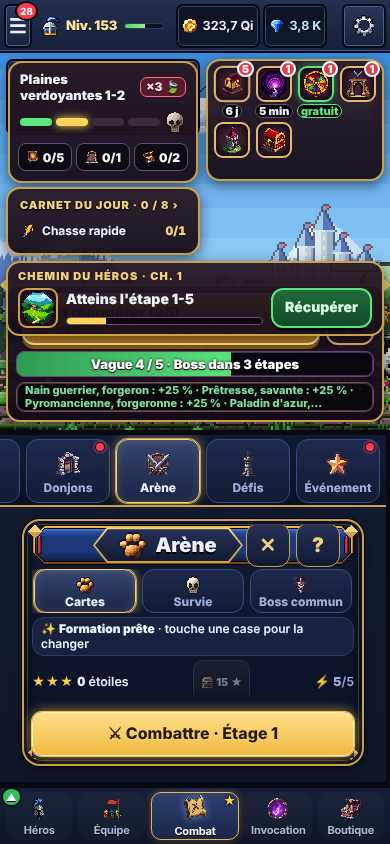 28
Niv. 153
323,7 Qi
3,8 K
Plaines
verdoyantes 1-2
×3
0/5
0/1
0/2
5
1
1
1
6 j
5 min
gratuit
CARNET DU JOUR · 0 / 8 ›
Chasse rapide
0/1
CHEMIN DU HÉROS · CH. 1
Atteins l'étape 1-5
Récupérer
Vague 4 / 5 · Boss dans 3 étapes
Nain guerrier, forgeron : +25 % · Prêtresse, savante : +25 % ·
Pyromancienne, forgeronne : +25 % · Paladin d'azur,...
Donjons
Arène
Défis
Événement
Arène
✕
?
Cartes
Survie
Boss commun
✨ Formation prête · touche une case pour la
changer
★★★ 0 étoiles
15 ★
⚡ 5/5
⚔ Combattre · Étage 1
Héros
Équipe
Combat
Invocation
Boutique